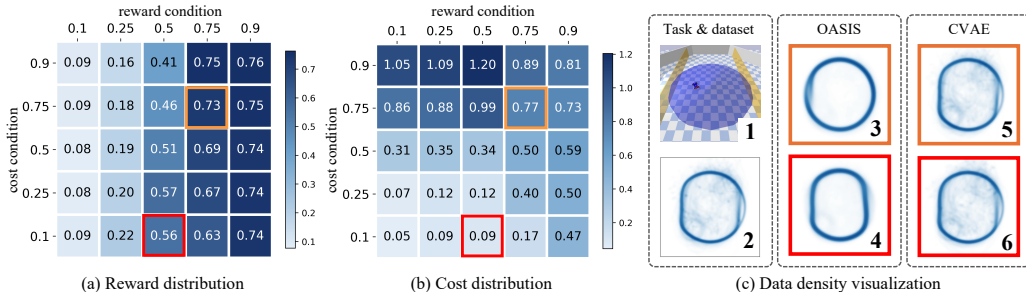 reward condition
0.1 0.25 0.5 0.75 0.9
cost condition
0.9 0.09 0.16 0.41 0.75 0.76
0.75 0.09 0.18 0.46 0.73 0.75
0.5 0.08 0.19 0.51 0.69 0.74
0.25 0.08 0.20 0.57 0.67 0.74
0.1 0.09 0.22 0.56 0.63 0.74
0.7
0.6
0.5
0.4
0.3
0.2
0.1
(a) Reward distribution
reward condition
0.1 0.25 0.5 0.75 0.9
cost condition
0.9 1.05 1.09 1.20 0.89 0.81
0.75 0.86 0.88 0.99 0.77 0.73
0.5 0.31 0.35 0.34 0.50 0.59
0.25 0.07 0.12 0.12 0.40 0.50
0.1 0.05 0.09 0.09 0.17 0.47
1.2
1.0
0.8
0.6
0.4
0.2
(b) Cost distribution
Task & dataset
1
2
OASIS
3
4
CVAE
5
6
(c) Data density visualization